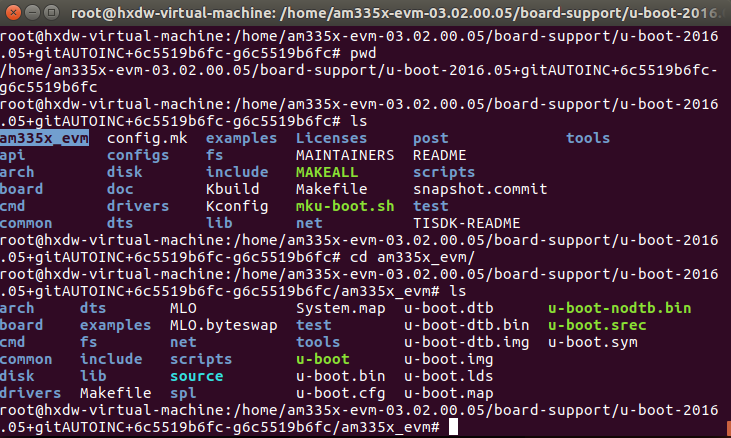 root@hxdw-virtual-machine: /home/am335x-evm-03.02.00.05/board-support/u-boot-2016.
root@hxdw-virtual-machine:/home/am335x-evm-03.02.00.05/board-support/u-boot-2016
.05+gitAUTOINC+6c5519b6fc-g6c5519b6fc# pwd
/home/am335x-evm-03.02.00.05/board-support/u-boot-2016.05+gitAUTOINC+6c5519b6fc-
g6c5519b6fc
root@hxdw-virtual-machine:/home/am335x-evm-03.02.00.05/board-support/u-boot-2016
.05+gitAUTOINC+6c5519b6fc-g6c5519b6fc# ls
am335x_evm config.mk examples Licenses post tools
api configs fs MAINTAINERS README
arch disk include MAKEALL scripts
board doc Kbuild Makefile snapshot.commit
cmd drivers Kconfig mku-boot.sh test
common dts lib net TISDK-README
root@hxdw-virtual-machine:/home/am335x-evm-03.02.00.05/board-support/u-boot-2016
.05+gitAUTOINC+6c5519b6fc-g6c5519b6fc# cd am335x_evm/
root@hxdw-virtual-machine:/home/am335x-evm-03.02.00.05/board-support/u-boot-2016
.05+gitAUTOINC+6c5519b6fc-g6c5519b6fc/am335x_evm# ls
arch dts MLO System.map u-boot.dtb u-boot-nodtb.bin
board examples MLO.byteswap test u-boot-dtb.bin u-boot.srec
cmd fs net tools u-boot-dtb.img u-boot.sym
common include scripts u-boot u-boot.img
disk lib source u-boot.bin u-boot.lds
drivers Makefile spl u-boot.cfg u-boot.map
root@hxdw-virtual-machine:/home/am335x-evm-03.02.00.05/board-support/u-boot-2016
.05+gitAUTOINC+6c5519b6fc-g6c5519b6fc/am335x_evm#